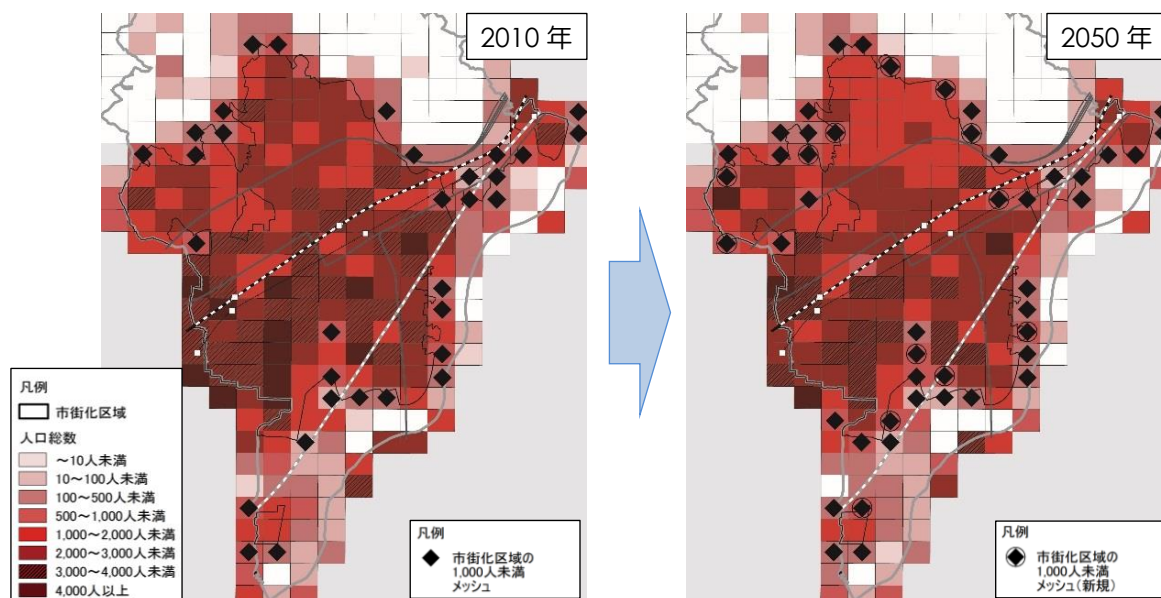 2010 年
2050 年
凡例
市街化区域
人口総数
～10人未満
10～100人未満
100～500人未満
500～1,000人未満
1,000～2,000人未満
2,000～3,000人未満
3,000～4,000人未満
4,000人以上
凡例
市街化区域の
1,000人未満
メッシュ
凡例
市街化区域の
1,000人未満
メッシュ(新規)